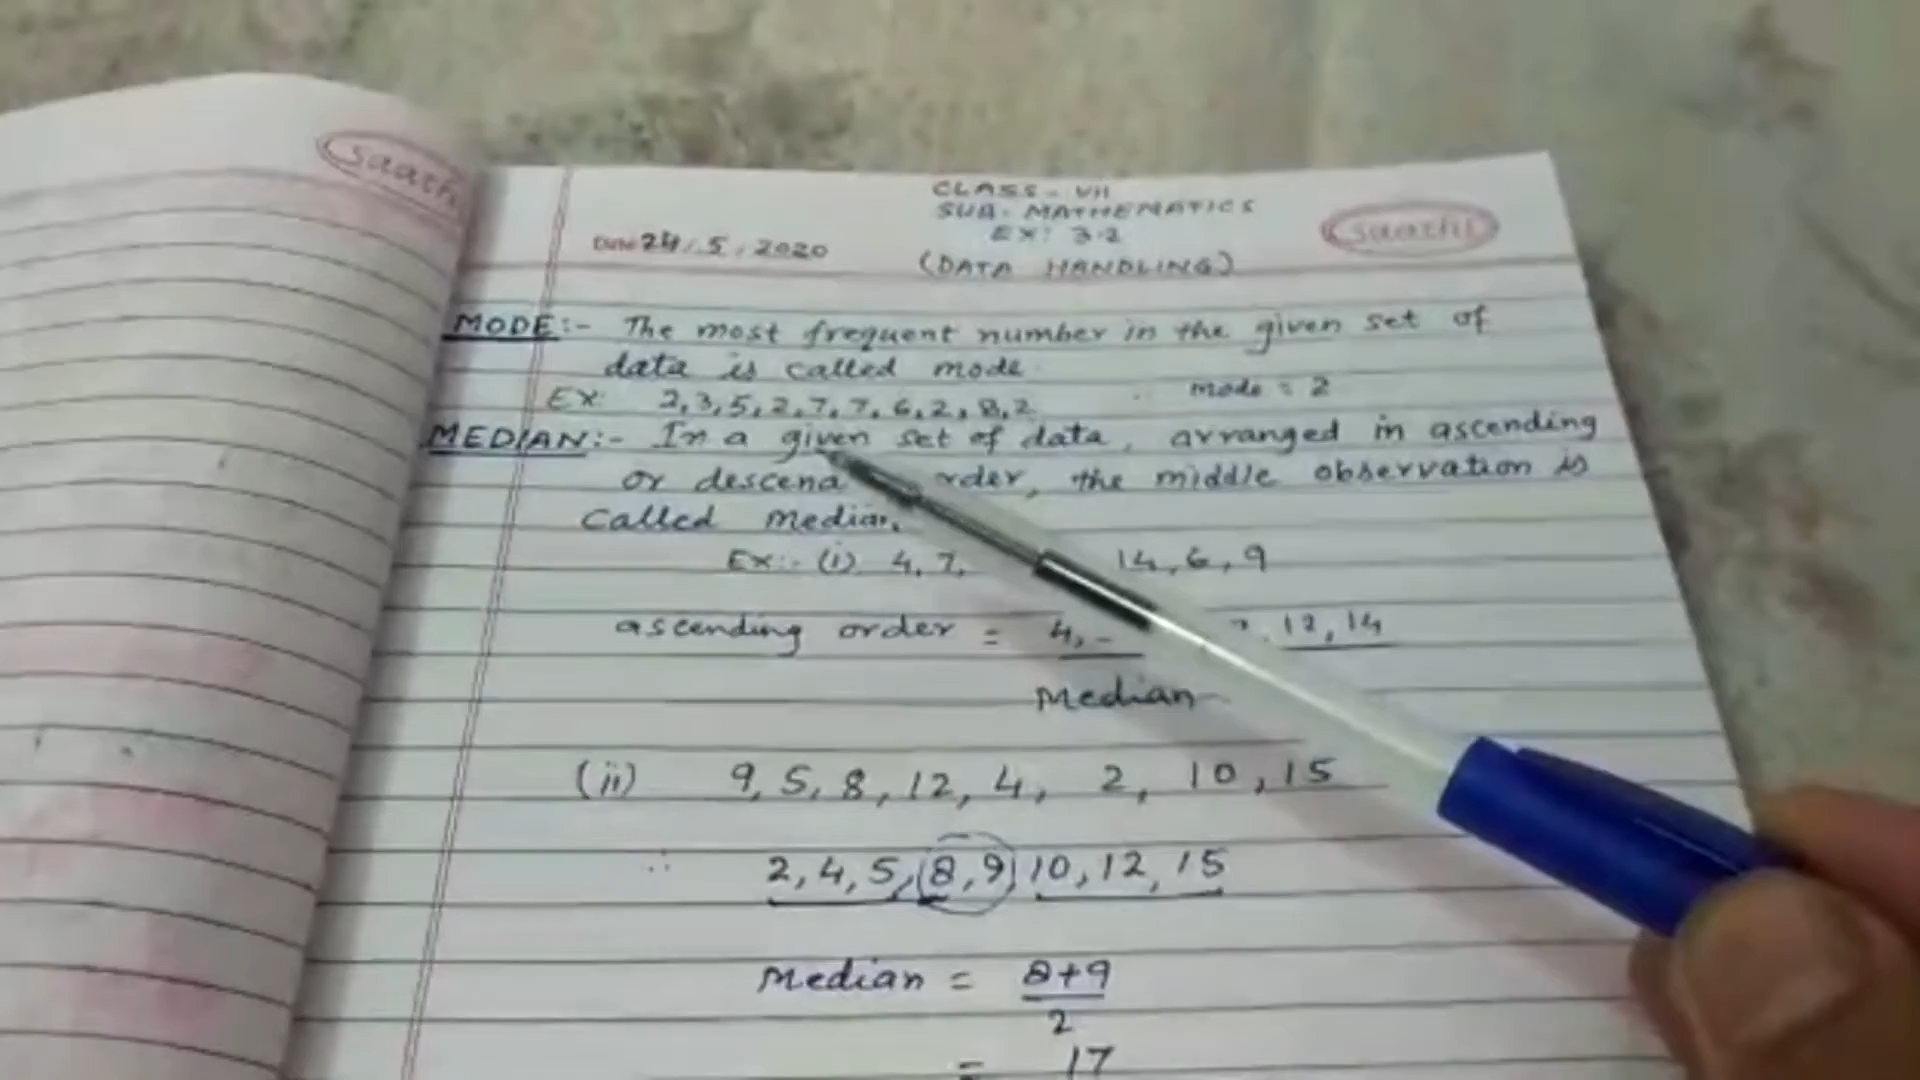 saathi
CLASS - VII
SUB - MATHEMATICS
EX: 3.2
saathi
Date 24/.5/.2020
(DATA HANDLING)
MODE:- The most frequent number in the given set of
data is called mode.
EX: 2,3,5,2,7,7,6,2,8,2 ∴ mode = 2
MEDIAN:- In a given set of data, arranged in ascending
or order, the middle observation is
called median.
Ex:- (i) 4, 7, 14, 6, 9
ascending order = 4, 12, 14
Median
(ii) 9, 5, 8, 12, 4, 2, 10, 15
∴ 2, 4, 5, (8, 9) 10, 12, 15
Median = 8+9
2
= 17